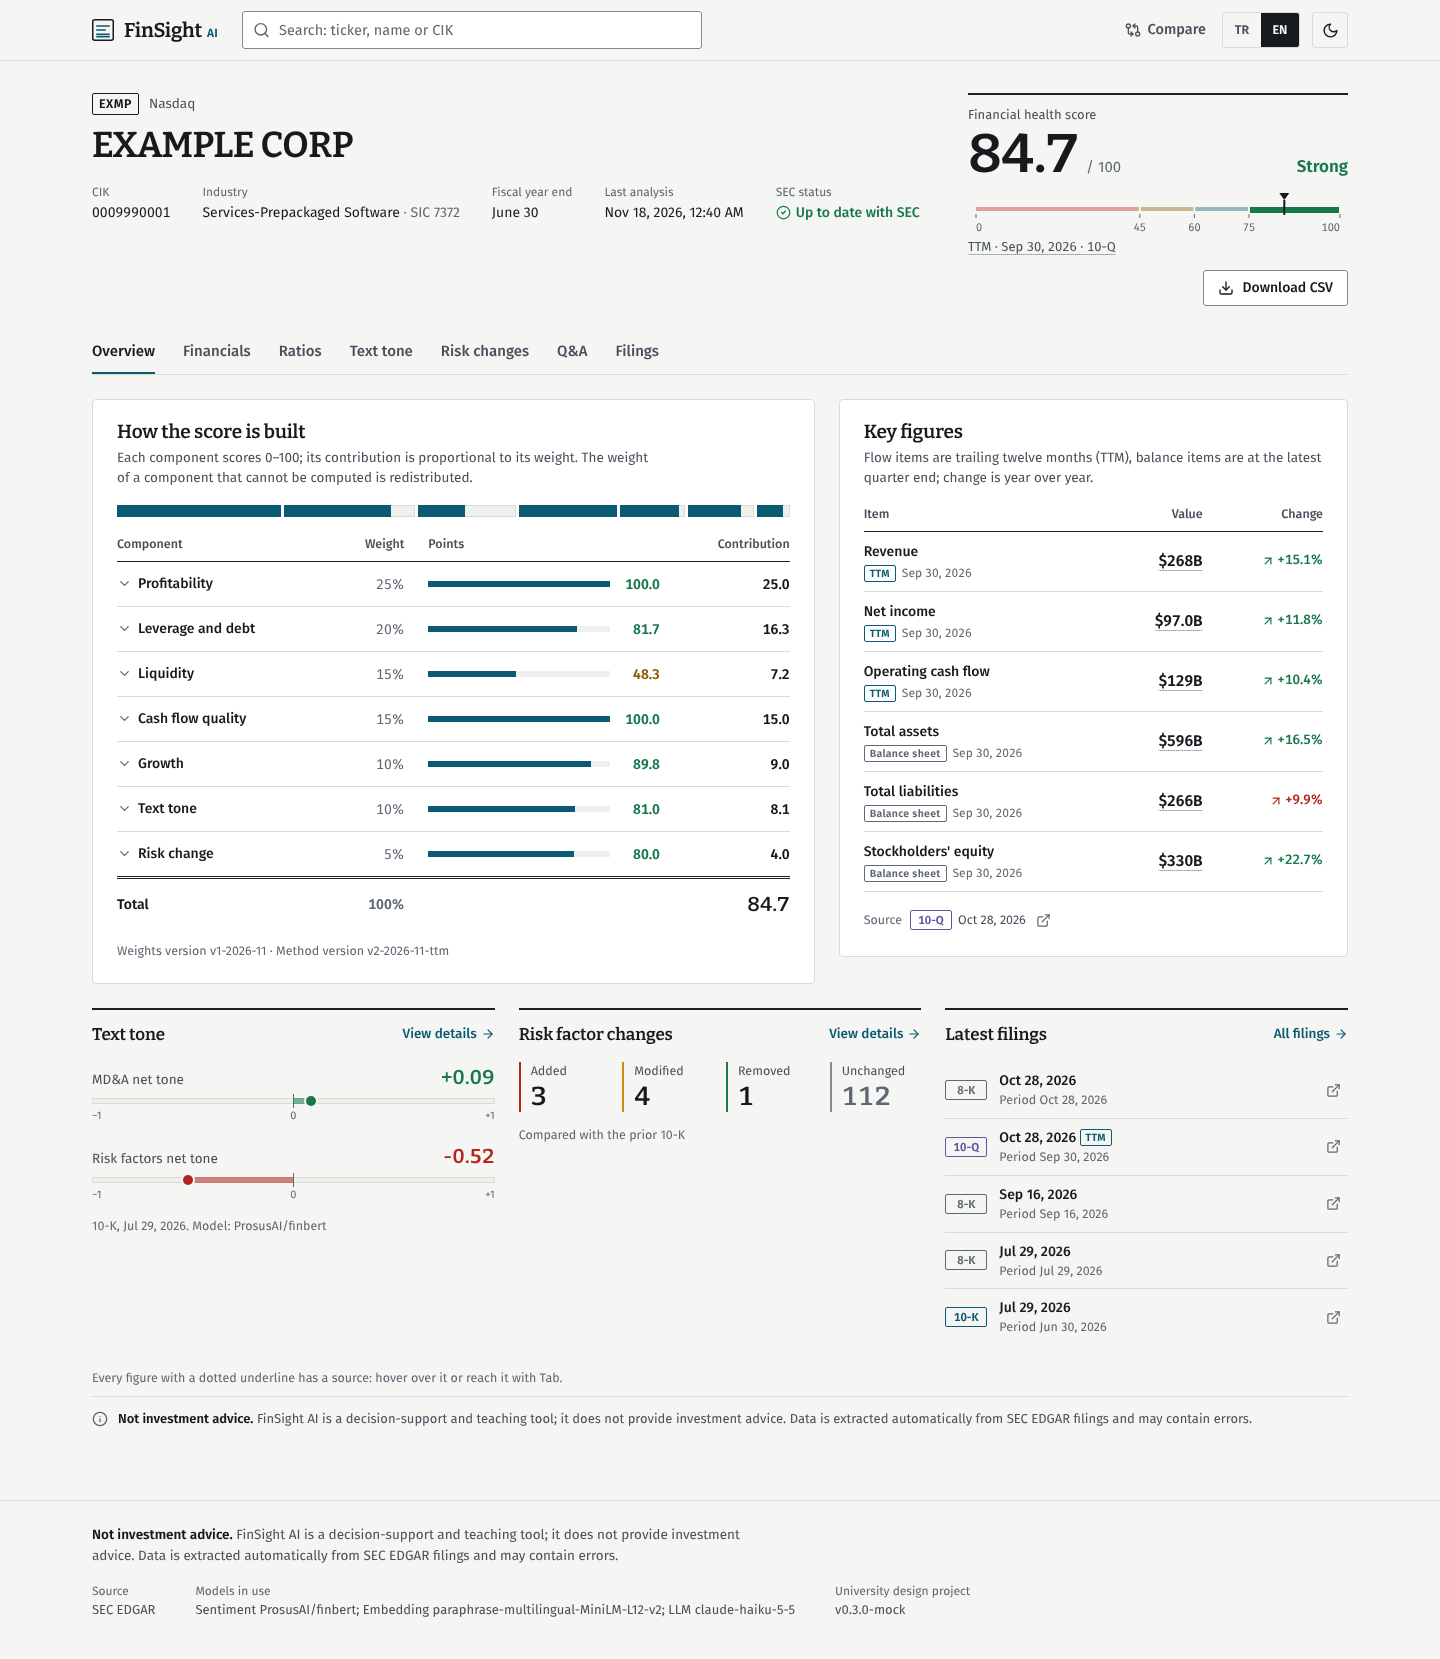 FinSight AI
Search: ticker, name or CIK
Compare
TR EN
EXMP Nasdaq
EXAMPLE CORP
CIK
0009990001
Industry
Services-Prepackaged Software · SIC 7372
Fiscal year end
June 30
Last analysis
Nov 18, 2026, 12:40 AM
SEC status
Up to date with SEC
Financial health score
84.7 / 100
Strong
0 45 60 75 100
TTM · Sep 30, 2026 · 10-Q
Download CSV
Overview Financials Ratios Text tone Risk changes Q&A Filings
How the score is built
Each component scores 0–100; its contribution is proportional to its weight. The weight
of a component that cannot be computed is redistributed.
Component Weight Points Contribution
Profitability 25% 100.0 25.0
Leverage and debt 20% 81.7 16.3
Liquidity 15% 48.3 7.2
Cash flow quality 15% 100.0 15.0
Growth 10% 89.8 9.0
Text tone 10% 81.0 8.1
Risk change 5% 80.0 4.0
Total 100% 84.7
Weights version v1-2026-11 · Method version v2-2026-11-ttm
Key figures
Flow items are trailing twelve months (TTM), balance items are at the latest
quarter end; change is year over year.
Item Value Change
Revenue
TTM Sep 30, 2026
$268B +15.1%
Net income
TTM Sep 30, 2026
$97.0B +11.8%
Operating cash flow
TTM Sep 30, 2026
$129B +10.4%
Total assets
Balance sheet Sep 30, 2026
$596B +16.5%
Total liabilities
Balance sheet Sep 30, 2026
$266B +9.9%
Stockholders' equity
Balance sheet Sep 30, 2026
$330B +22.7%
Source 10-Q Oct 28, 2026
Text tone
View details
MD&A net tone +0.09
−1 0 +1
Risk factors net tone -0.52
−1 0 +1
10-K, Jul 29, 2026. Model: ProsusAI/finbert
Risk factor changes
View details
Added
3
Modified
4
Removed
1
Unchanged
112
Compared with the prior 10-K
Latest filings
All filings
8-K Oct 28, 2026
Period Oct 28, 2026
10-Q Oct 28, 2026 TTM
Period Sep 30, 2026
8-K Sep 16, 2026
Period Sep 16, 2026
8-K Jul 29, 2026
Period Jul 29, 2026
10-K Jul 29, 2026
Period Jun 30, 2026
Every figure with a dotted underline has a source: hover over it or reach it with Tab.
Not investment advice. FinSight AI is a decision-support and teaching tool; it does not provide investment advice. Data is extracted automatically from SEC EDGAR filings and may contain errors.
Not investment advice. FinSight AI is a decision-support and teaching tool; it does not provide investment
advice. Data is extracted automatically from SEC EDGAR filings and may contain errors.
Source
SEC EDGAR
Models in use
Sentiment ProsusAI/finbert; Embedding paraphrase-multilingual-MiniLM-L12-v2; LLM claude-haiku-5-5
University design project
v0.3.0-mock